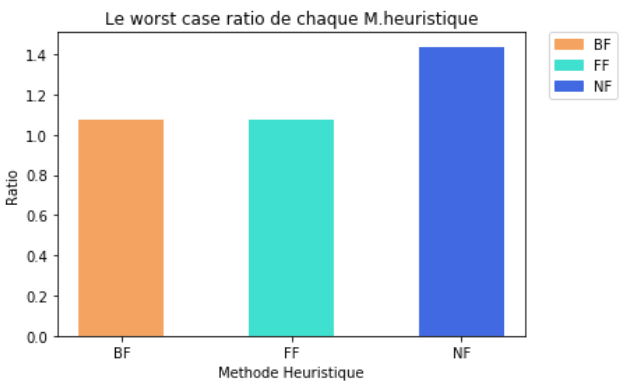 Le worst case ratio de chaque M.heuristique
BF
FF
NF
1.4
1.2
1.0
0.8
0.6
0.4
0.2
0.0
Ratio
BF FF NF
Methode Heuristique